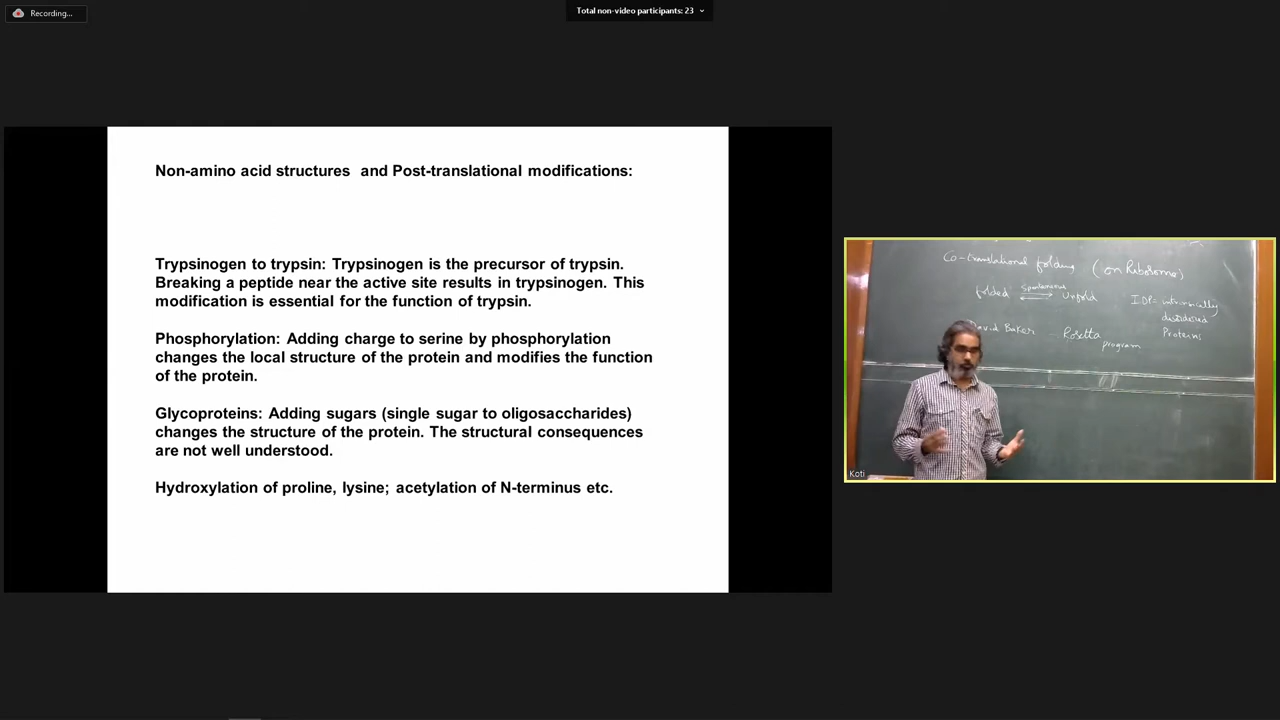 Recording...
Total non-video participants: 23
Non-amino acid structures and Post-translational modifications:
Trypsinogen to trypsin: Trypsinogen is the precursor of trypsin.
Breaking a peptide near the active site results in trypsinogen. This
modification is essential for the function of trypsin.
Phosphorylation: Adding charge to serine by phosphorylation
changes the local structure of the protein and modifies the function
of the protein.
Glycoproteins: Adding sugars (single sugar to oligosaccharides)
changes the structure of the protein. The structural consequences
are not well understood.
Hydroxylation of proline, lysine; acetylation of N-terminus etc.
Co-translational folding (on Ribosome)
folded spontaneous Unfold
IDP = intrinsically
disordered
Proteins
David Baker - Rosetta
program
Koti